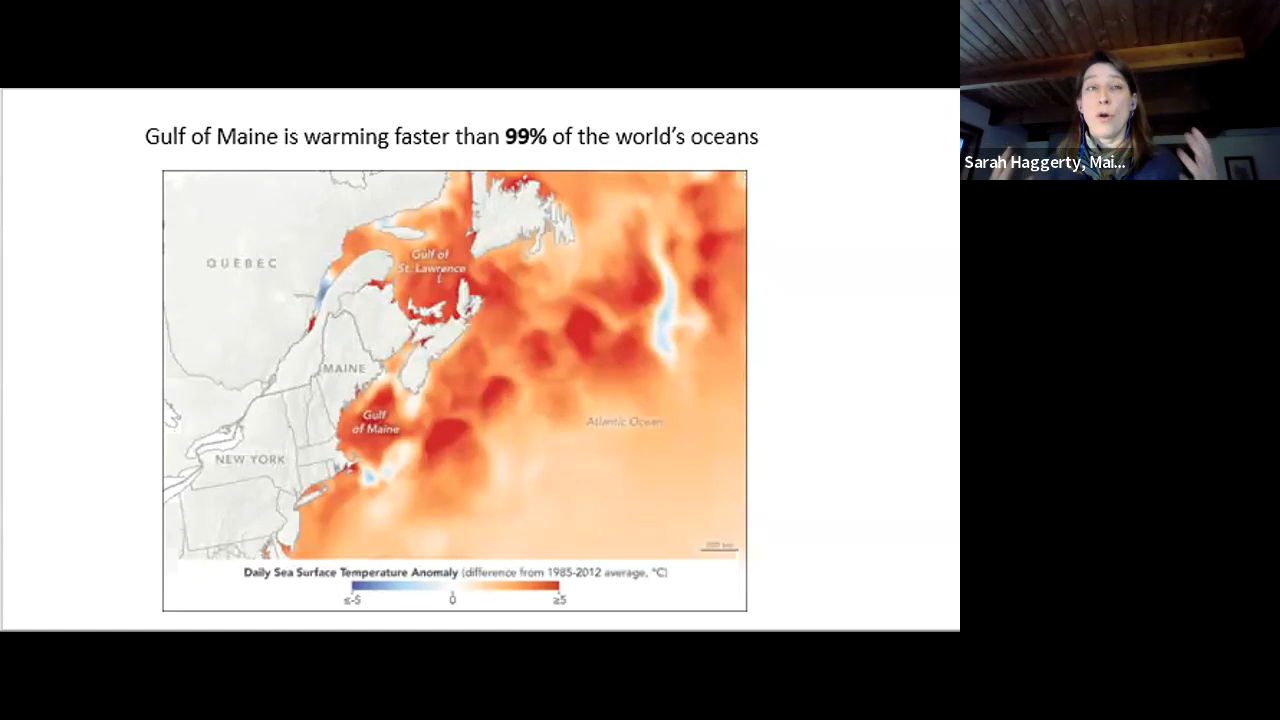 Gulf of Maine is warming faster than 99% of the world's oceans
QUÉBEC
Gulf of
St. Lawrence
MAINE
Gulf
of Maine
Atlantic Ocean
NEW YORK
Daily Sea Surface Temperature Anomaly (difference from 1985-2012 average, °C)
≤-5 0 ≥5
Sarah Haggerty, Mai...